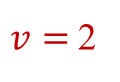 v = 2